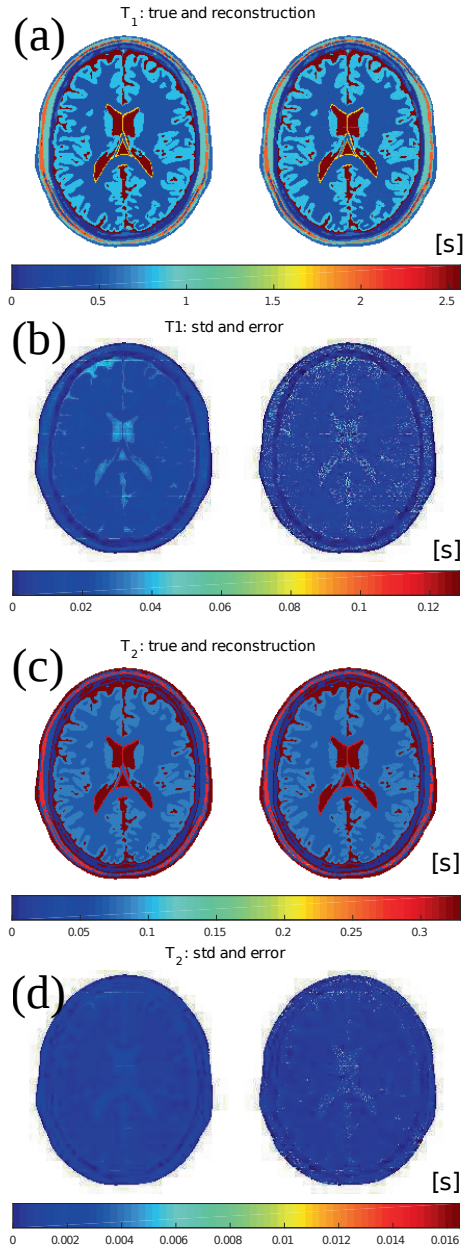 (a)
T1: true and reconstruction
[s]
0 0.5 1 1.5 2 2.5
(b)
T1: std and error
[s]
0 0.02 0.04 0.06 0.08 0.1 0.12
(c)
T2: true and reconstruction
[s]
0 0.05 0.1 0.15 0.2 0.25 0.3
(d)
T2: std and error
[s]
0 0.002 0.004 0.006 0.008 0.01 0.012 0.014 0.016